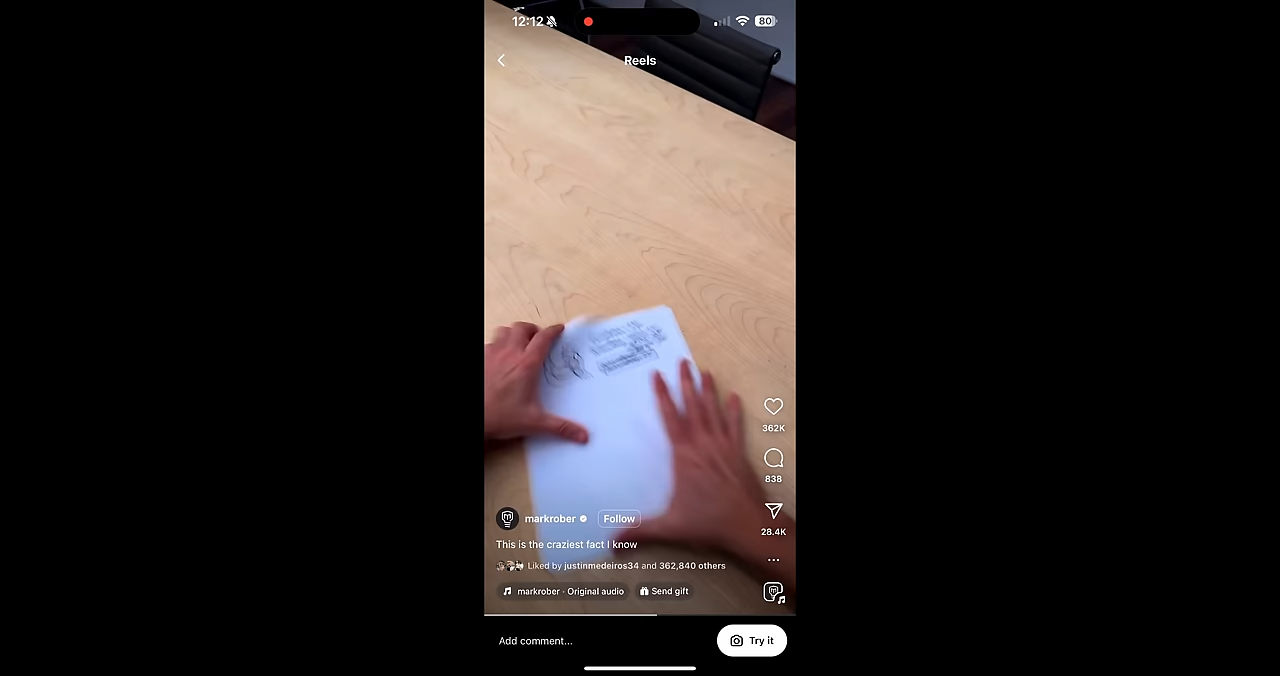 12:12
80
Reels
362K
838
28.4K
markrober
Follow
This is the craziest fact I know
Liked by justinmedeiros34 and 362,840 others
markrober · Original audio
Send gift
Add comment...
Try it